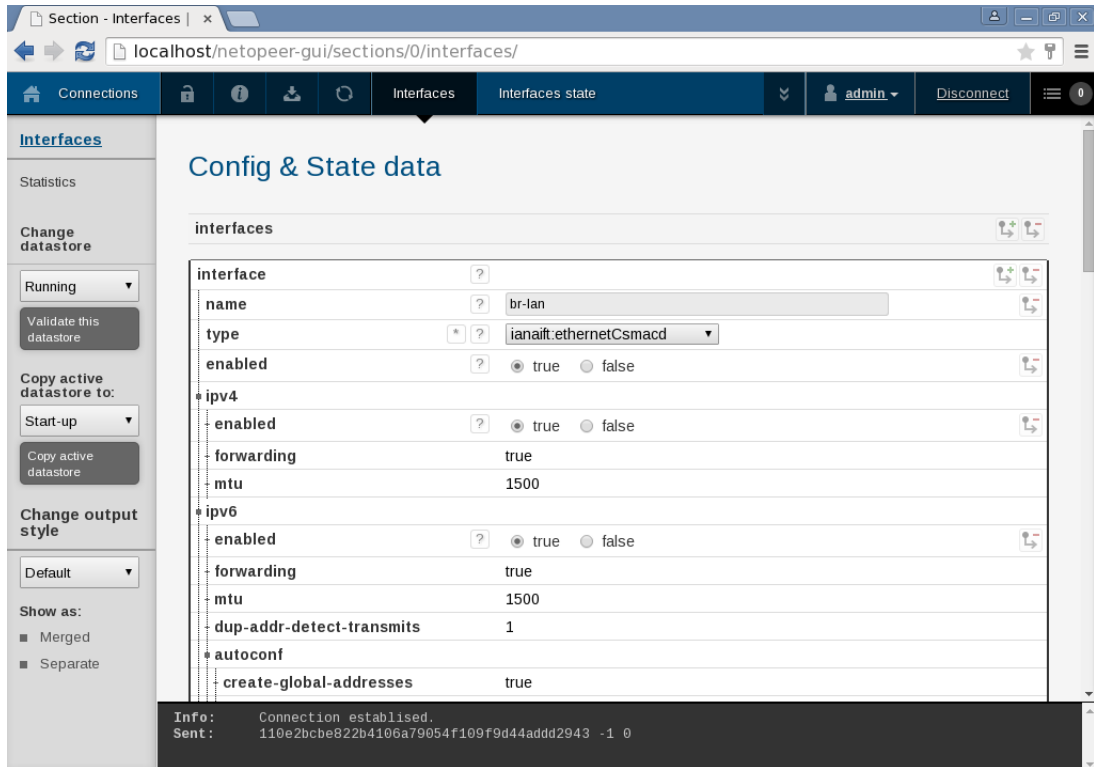 Section - Interfaces | ×
localhost/netopeer-gui/sections/0/interfaces/
Connections Interfaces Interfaces state admin Disconnect 0
Interfaces
Statistics
Change
datastore
Running
Validate this
datastore
Copy active
datastore to:
Start-up
Copy active
datastore
Change output
style
Default
Show as:
Merged
Separate
Config & State data
interfaces
interface ?
name ? br-lan
type * ? ianaift:ethernetCsmacd
enabled ? true false
ipv4
enabled ? true false
forwarding true
mtu 1500
ipv6
enabled ? true false
forwarding true
mtu 1500
dup-addr-detect-transmits 1
autoconf
create-global-addresses true
Info: Connection establised.
Sent: 110e2bcbe822b4106a79054f109f9d44addd2943 -1 0